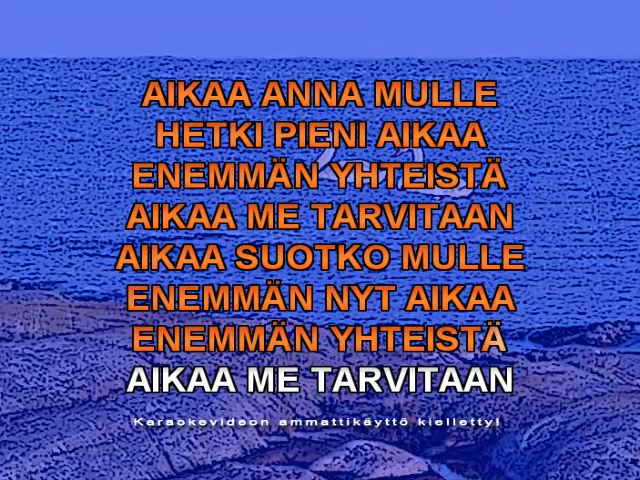 AIKAA ANNA MULLE
HETKI PIENI AIKAA
ENEMMÄN YHTEISTÄ
AIKAA ME TARVITAAN
AIKAA SUOTKO MULLE
ENEMMÄN NYT AIKAA
ENEMMÄN YHTEISTÄ
AIKAA ME TARVITAAN
Karaokevideon ammattikäyttö kielletty!